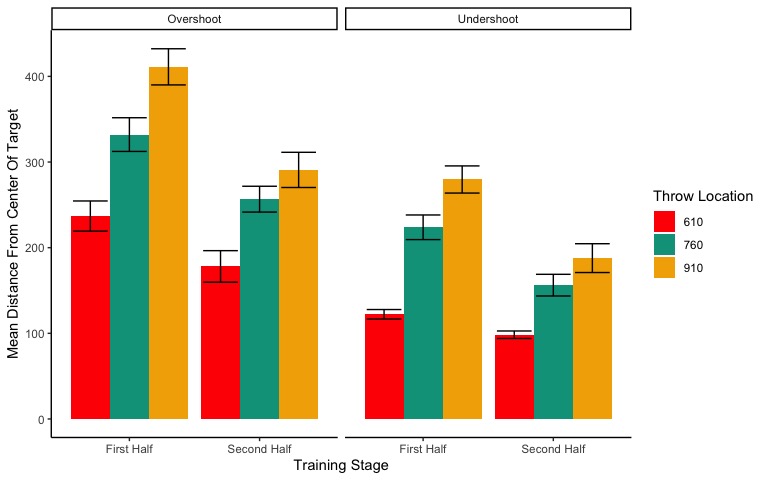 Overshoot
Undershoot
Mean Distance From Center Of Target
400
300
200
100
0
First Half
Second Half
First Half
Second Half
Training Stage
Throw Location
610
760
910